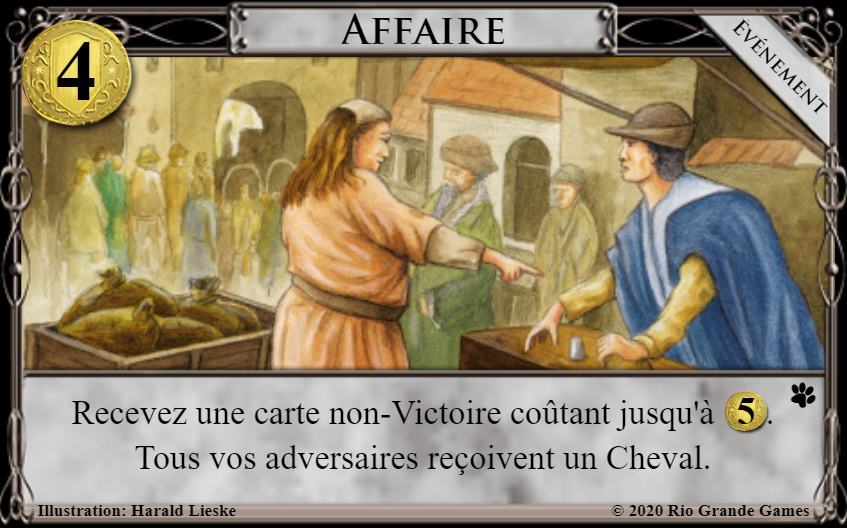 AFFAIRE
4
ÉVÉNEMENT
Recevez une carte non-Victoire coûtant jusqu'à 5.
Tous vos adversaires reçoivent un Cheval.
Illustration: Harald Lieske
© 2020 Rio Grande Games